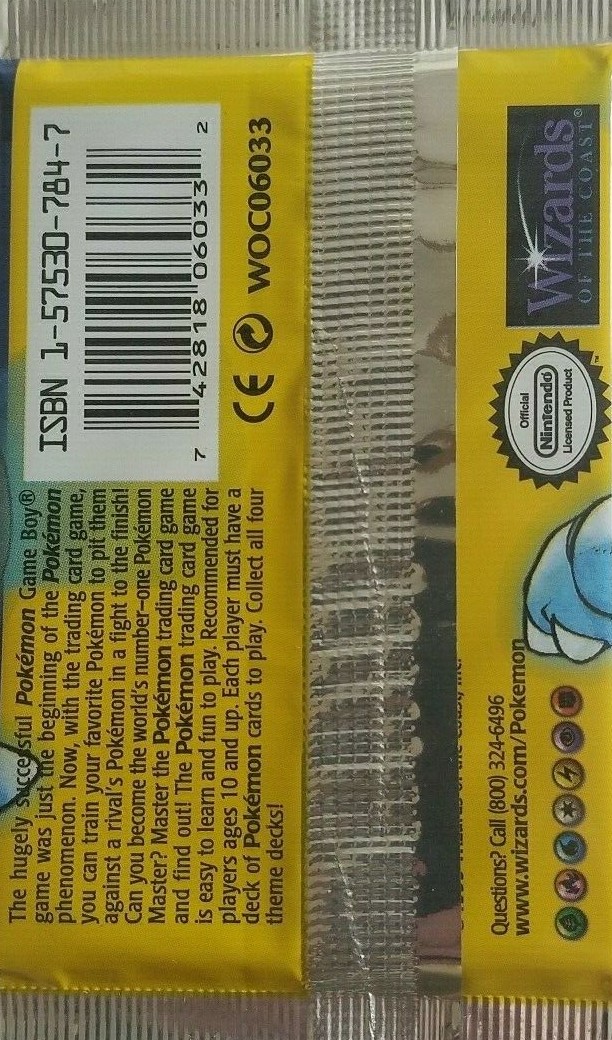 The hugely successful Pokémon Game Boy®
game was just the beginning of the Pokémon
phenomenon. Now, with the trading card game,
you can train your favorite Pokémon to pit them
against a rival's Pokémon in a fight to the finish!
Can you become the world's number-one Pokémon
Master? Master the Pokémon trading card game
and find out! The Pokémon trading card game
is easy to learn and fun to play. Recommended for
players ages 10 and up. Each player must have a
deck of Pokémon cards to play. Collect all four
theme decks!
ISBN 1-57530-784-7
7 42818 06033 2
CE WOC06033
Questions? Call (800) 324-6496
www.wizards.com/Pokemon
Official
Nintendo
Licensed Product
™
Wizards
OF THE COAST®